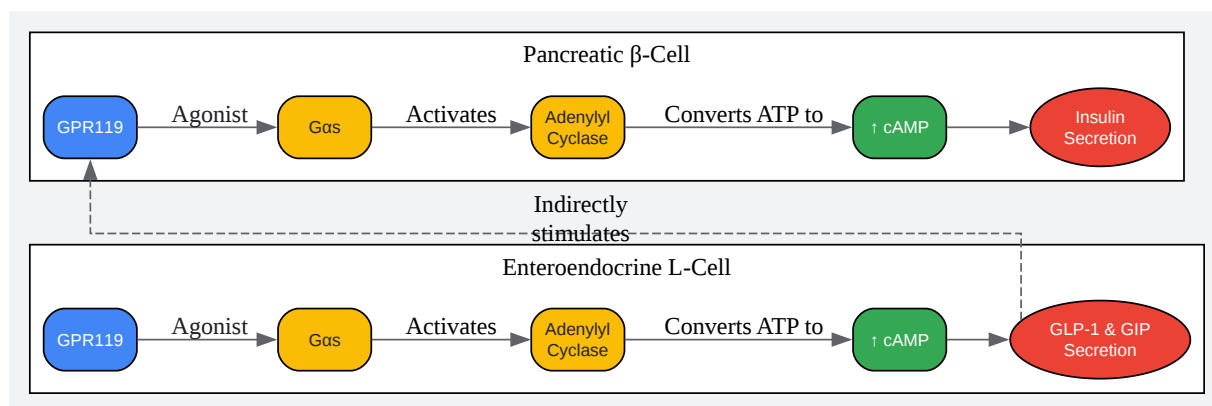 Pancreatic β-Cell
GPR119
Agonist
Gαs
Activates
Adenylyl
Cyclase
Converts ATP to
↑ cAMP
Insulin
Secretion
Indirectly
stimulates
Enteroendocrine L-Cell
GPR119
Agonist
Gαs
Activates
Adenylyl
Cyclase
Converts ATP to
↑ cAMP
GLP-1 & GIP
Secretion